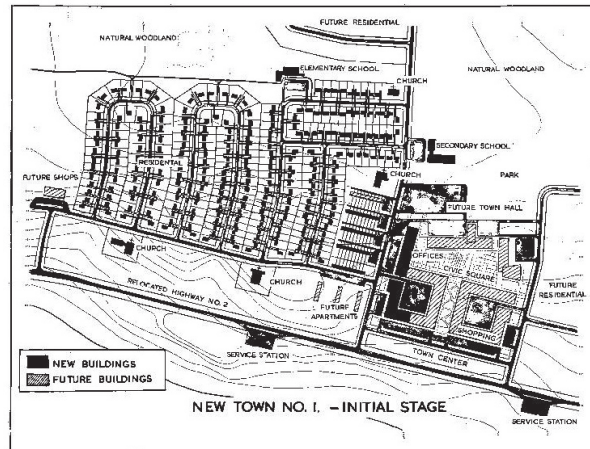 FUTURE RESIDENTIAL
NATURAL WOODLAND
NATURAL WOODLAND
ELEMENTARY SCHOOL
CHURCH
SECONDARY SCHOOL
RESIDENTAL
CHURCH
PARK
FUTURE SHOPS
FUTURE TOWN HALL
OFFICES
CIVIC SQUARE
CHURCH
CHURCH
FUTURE
RESIDENTIAL
RELOCATED HIGHWAY NO. 2
FUTURE
APARTMENTS
SHOPPING
TOWN CENTER
SERVICE STATION
NEW BUILDINGS
FUTURE BUILDINGS
NEW TOWN NO. 1. - INITIAL STAGE
SERVICE STATION